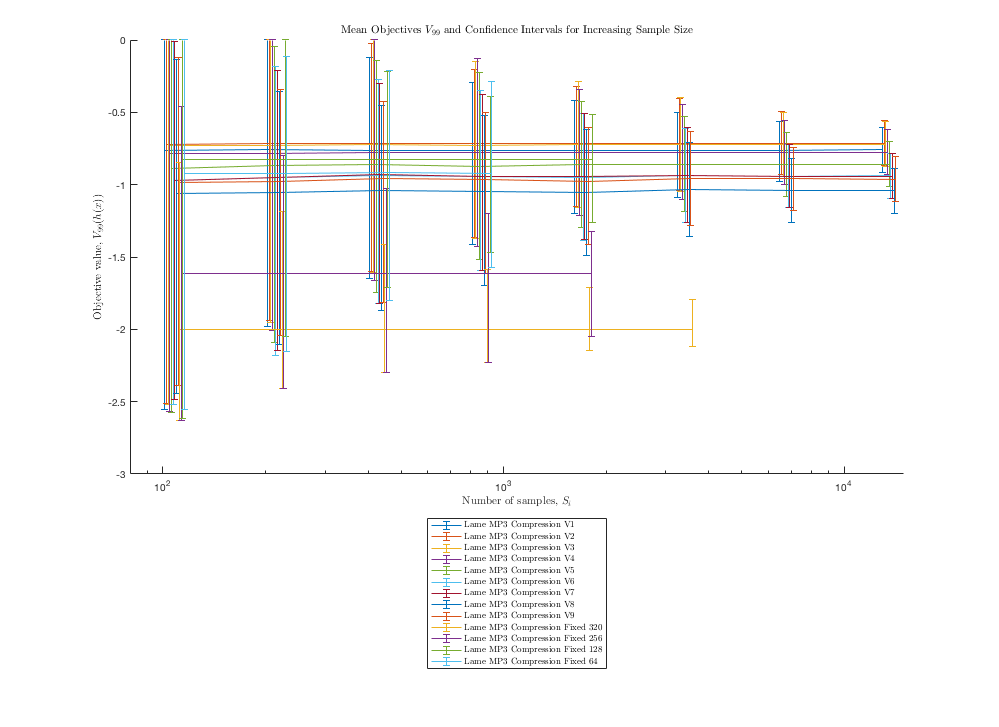 Mean Objectives V99 and Confidence Intervals for Increasing Sample Size
Objective value, V99(h(x))
0
-0.5
-1
-1.5
-2
-2.5
-3
10^2
10^3
10^4
Number of samples, Si
Lame MP3 Compression V1
Lame MP3 Compression V2
Lame MP3 Compression V3
Lame MP3 Compression V4
Lame MP3 Compression V5
Lame MP3 Compression V6
Lame MP3 Compression V7
Lame MP3 Compression V8
Lame MP3 Compression V9
Lame MP3 Compression Fixed 320
Lame MP3 Compression Fixed 256
Lame MP3 Compression Fixed 128
Lame MP3 Compression Fixed 64